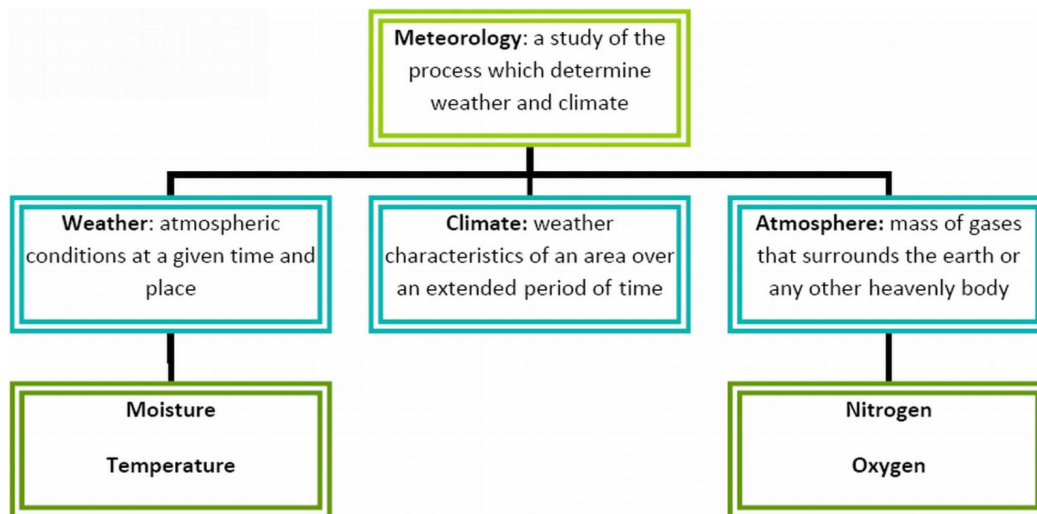 Meteorology: a study of the
process which determine
weather and climate
Weather: atmospheric
conditions at a given time and
place
Climate: weather
characteristics of an area over
an extended period of time
Atmosphere: mass of gases
that surrounds the earth or
any other heavenly body
Moisture
Temperature
Nitrogen
Oxygen